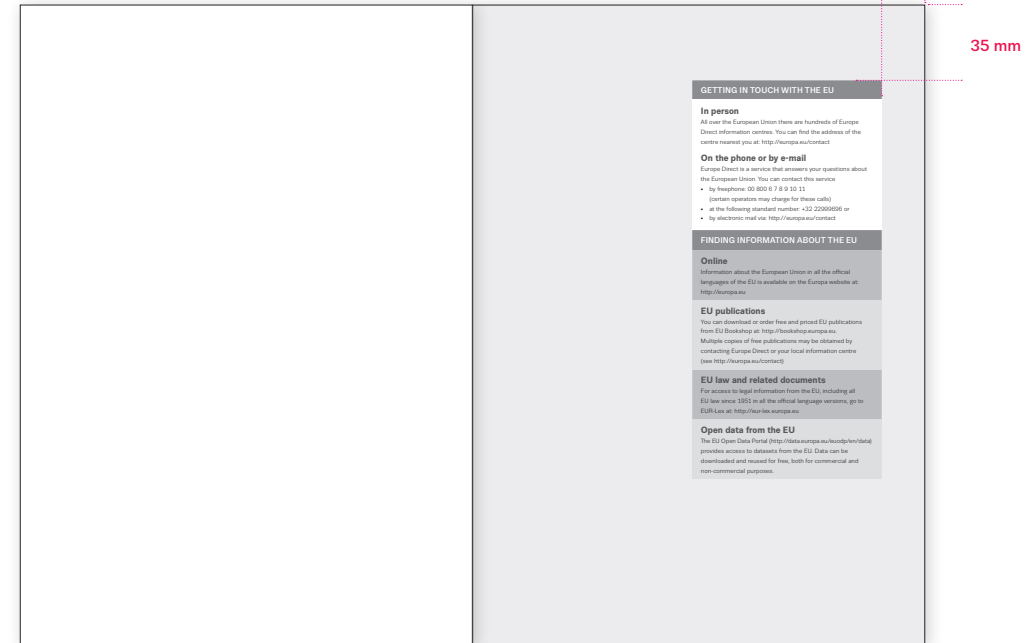 35 mm
GETTING IN TOUCH WITH THE EU
In person
All over the European Union there are hundreds of Europe
Direct information centres. You can find the address of the
centre nearest you at: http://europa.eu/contact
On the phone or by e-mail
Europe Direct is a service that answers your questions about
the European Union. You can contact this service
• by freephone: 00 800 6 7 8 9 10 11
(certain operators may charge for these calls)
• at the following standard number: +32 22999696 or
• by electronic mail via: http://europa.eu/contact
FINDING INFORMATION ABOUT THE EU
Online
Information about the European Union in all the official
languages of the EU is available on the Europa website at:
http://europa.eu
EU publications
You can download or order free and priced EU publications
from EU Bookshop at: http://bookshop.europa.eu.
Multiple copies of free publications may be obtained by
contacting Europe Direct or your local information centre
(see http://europa.eu/contact)
EU law and related documents
For access to legal information from the EU, including all
EU law since 1951 in all the official language versions, go to
EUR-Lex at: http://eur-lex.europa.eu
Open data from the EU
The EU Open Data Portal (http://data.europa.eu/euodp/en/data)
provides access to datasets from the EU. Data can be
downloaded and reused for free, both for commercial and
non-commercial purposes.